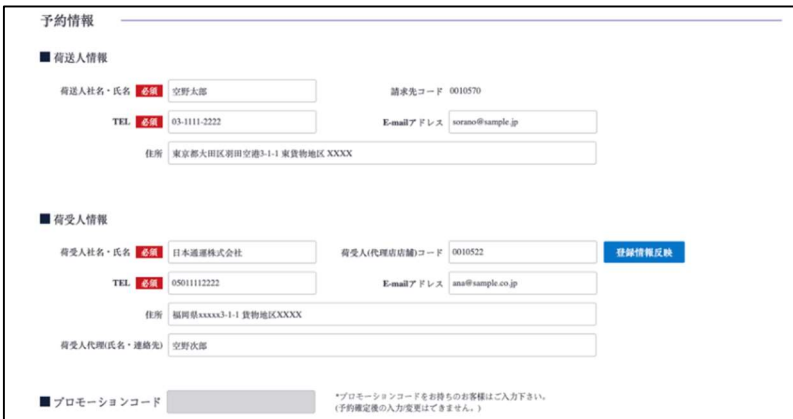 予約情報
■ 荷送人情報
荷送人社名・氏名 必須 空野太郎 請求先コード 0010570
TEL 必須 03-1111-2222 E-mailアドレス sorano@sample.jp
住所 東京都大田区羽田空港3-1-1 東貨物地区 XXXX
■ 荷受人情報
荷受人社名・氏名 必須 日本通運株式会社 荷受人(代理店店舗)コード 0010522 登録情報反映
TEL 必須 05011112222 E-mailアドレス ana@sample.co.jp
住所 福岡県xxxxx3-1-1 貨物地区XXXX
荷受人代理(氏名・連絡先) 空野次郎
■ プロモーションコード *プロモーションコードをお持ちのお客様はご入力下さい。
(予約確定後の入力/変更はできません。)